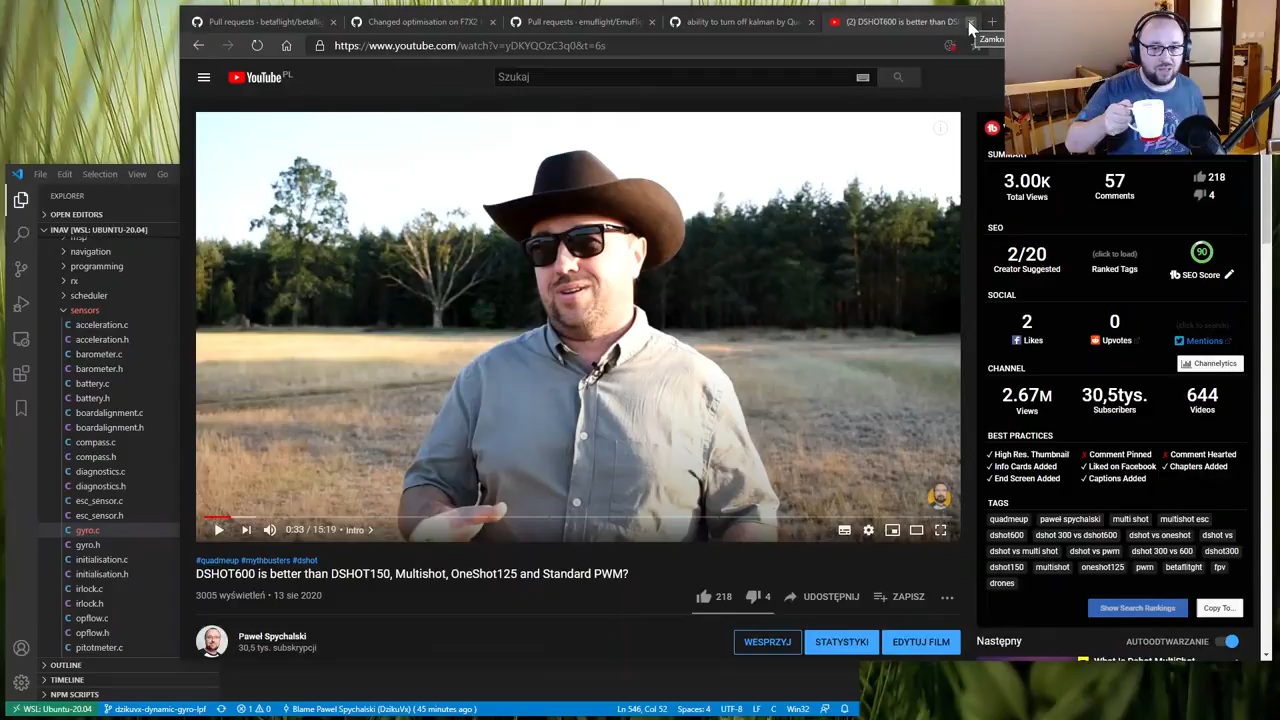 Pull requests · betaflight/betaflig
Changed optimisation on F7X2
Pull requests · emuflight/EmuFle
ability to turn off kalman by Qu
(2) DSHOT600 is better than DS
https://www.youtube.com/watch?v=yDKYQOzC3q0&t=6s
YouTube PL
Szukaj
File Edit Selection View Go
EXPLORER
OPEN EDITORS
INAV [WSL: UBUNTU-20.04]
navigation
programming
rx
scheduler
sensors
acceleration.c
acceleration.h
barometer.c
barometer.h
battery.c
battery.h
boardalignment.c
boardalignment.h
compass.c
compass.h
diagnostics.c
diagnostics.h
esc_sensor.c
esc_sensor.h
gyro.c
gyro.h
initialisation.c
initialisation.h
irlock.c
irlock.h
opflow.c
opflow.h
pitotmeter.c
OUTLINE
TIMELINE
NPM SCRIPTS
0:33 / 15:19 • intro
#quadmeup #mythbusters #dshot
DSHOT600 is better than DSHOT150, Multishot, OneShot125 and Standard PWM?
3005 wyświetleń • 13 sie 2020
218 4 UDOSTĘPNIJ ZAPISZ
Paweł Spychalski
30,5 tys. subskrypcji
WESPRZYJ STATYSTYKI EDYTUJ FILM
SUMMARY
3.00K 57 218
Total Views Comments 4
SEO
2/20 (click to load) 90
Creator Suggested Ranked Tags SEO Score
SOCIAL
2 0 (click to search)
Likes Upvotes Mentions
CHANNEL
Channelytics
2.67M 30,5tys. 644
Views Subscribers Videos
BEST PRACTICES
✓ High Res. Thumbnail ✗ Comment Pinned ✗ Comment Hearted
✓ Info Cards Added ✓ Liked on Facebook ✓ Chapters Added
✓ End Screen Added ✓ Captions Added
TAGS
quadmeup paweł spychalski multi shot multishot esc
dshot600 dshot 300 vs dshot600 dshot vs oneshot dshot vs
dshot vs multi shot dshot vs pwm dshot 300 vs 600 dshot300
dshot150 multishot oneshot125 pwm betaflight fpv
drones
Show Search Rankings Copy To...
Następny AUTOODTWARZANIE
What Is Dshot MultiShot
WSL: Ubuntu-20.04 dzikuvx-dynamic-gyro-lpf 1 0 Blame Paweł Spychalski (DzikuVx) ( 45 minutes ago ) Ln 546, Col 52 Spaces: 4 UTF-8 LF C Win32